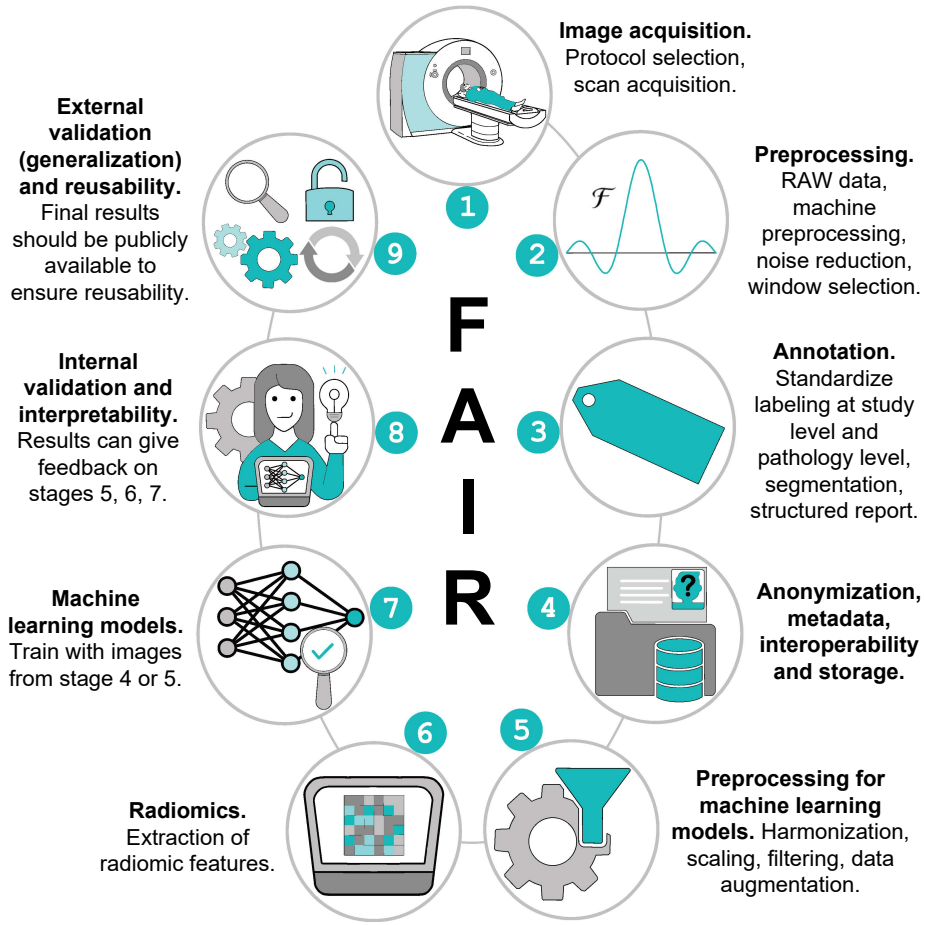 Image acquisition.
Protocol selection,
scan acquisition.
1
Preprocessing.
RAW data,
machine
preprocessing,
noise reduction,
window selection.
ℱ
2
Annotation.
Standardize
labeling at study
level and
pathology level,
segmentation,
structured report.
3
Anonymization,
metadata,
interoperability
and storage.
?
4
Preprocessing for
machine learning
models. Harmonization,
scaling, filtering, data
augmentation.
5
Radiomics.
Extraction of
radiomic features.
6
Machine
learning models.
Train with images
from stage 4 or 5.
7
Internal
validation and
interpretability.
Results can give
feedback on
stages 5, 6, 7.
8
External
validation
(generalization)
and reusability.
Final results
should be publicly
available to
ensure reusability.
9
F
A
I
R